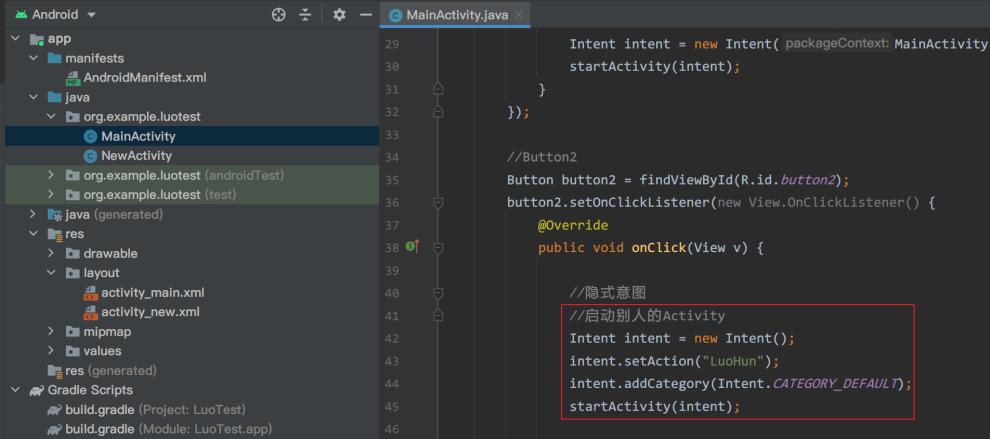 Android
MainActivity.java
app
manifests
AndroidManifest.xml
java
org.example.luotest
MainActivity
NewActivity
org.example.luotest (androidTest)
org.example.luotest (test)
java (generated)
res
drawable
layout
activity_main.xml
activity_new.xml
mipmap
values
res (generated)
Gradle Scripts
build.gradle (Project: LuoTest)
build.gradle (Module: LuoTest.app)
29 Intent intent = new Intent( packageContext: MainActivity
30 startActivity(intent);
31 }
32 });
33
34 //Button2
35 Button button2 = findViewById(R.id.button2);
36 button2.setOnClickListener(new View.OnClickListener() {
37 @Override
38 public void onClick(View v) {
39
40 //隐式意图
41 //启动别人的Activity
42 Intent intent = new Intent();
43 intent.setAction("LuoHun");
44 intent.addCategory(Intent.CATEGORY_DEFAULT);
45 startActivity(intent);
46